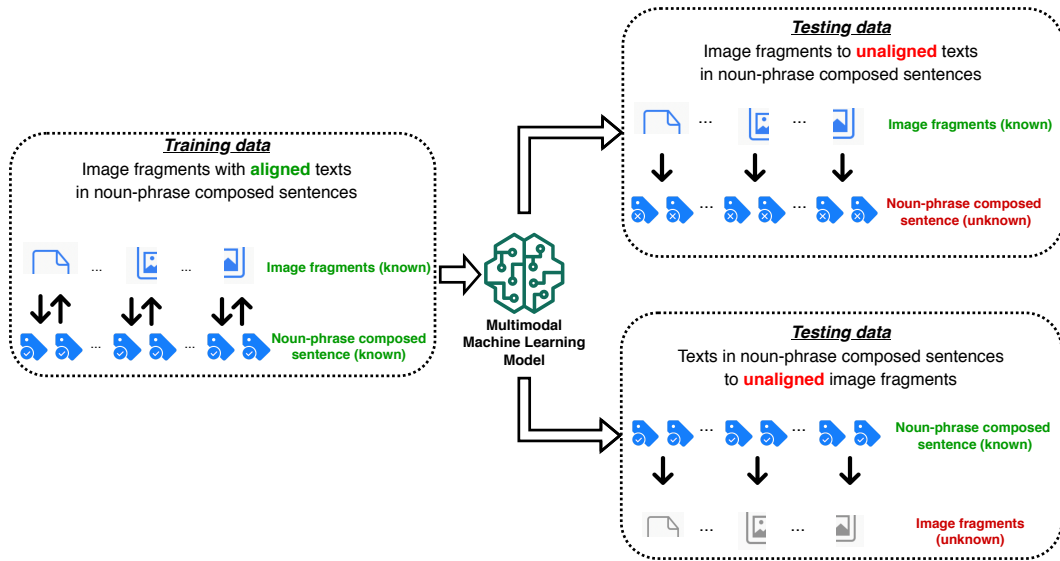 Training data
Image fragments with aligned texts
in noun-phrase composed sentences
...
...
Image fragments (known)
...
...
Noun-phrase composed
sentence (known)
Multimodal
Machine Learning
Model
Testing data
Image fragments to unaligned texts
in noun-phrase composed sentences
...
...
Image fragments (known)
...
...
Noun-phrase composed
sentence (unknown)
Testing data
Texts in noun-phrase composed sentences
to unaligned image fragments
...
...
Noun-phrase composed
sentence (known)
...
...
Image fragments
(unknown)